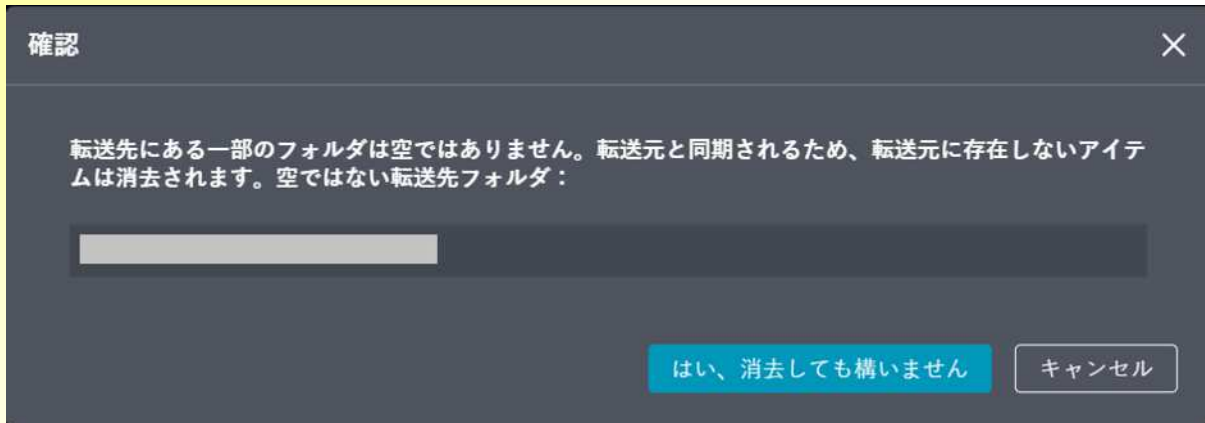 確認
転送先にある一部のフォルダは空ではありません。転送元と同期されるため、転送元に存在しないアイテ
ムは消去されます。空ではない転送先フォルダ：
はい、消去しても構いません
キャンセル